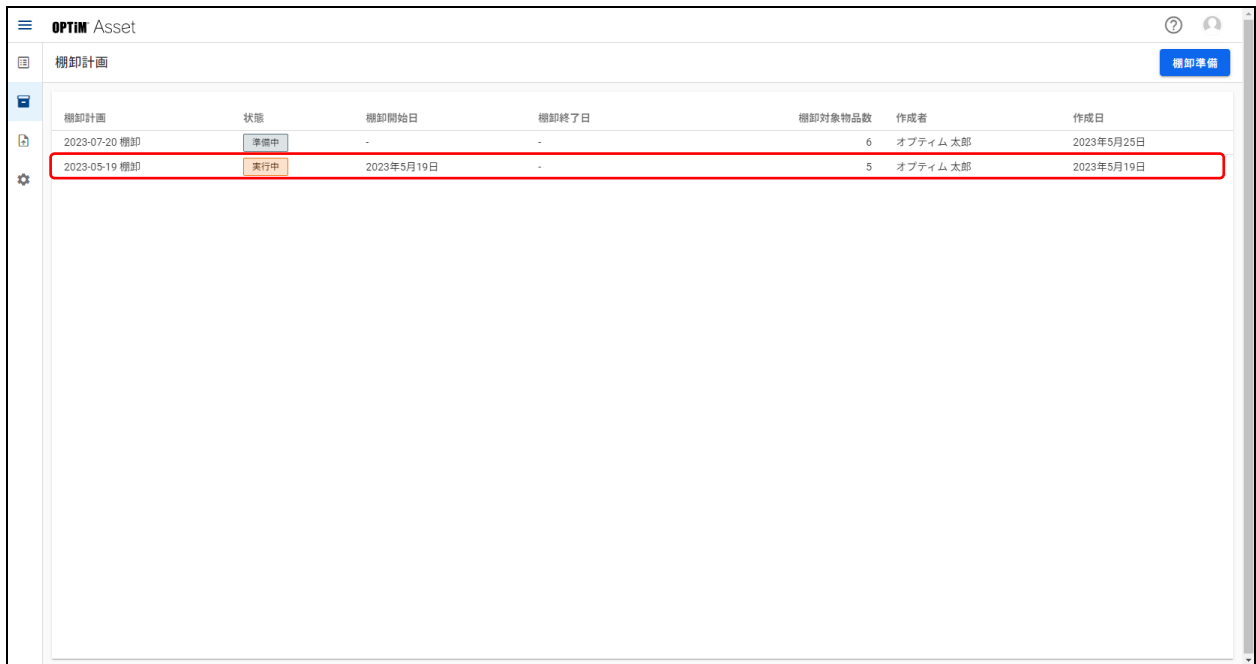 OPTiM Asset
棚卸計画
棚卸準備
棚卸計画 状態 棚卸開始日 棚卸終了日 棚卸対象物品数 作成者 作成日
2023-07-20 棚卸 準備中 - - 6 オプティム 太郎 2023年5月25日
2023-05-19 棚卸 実行中 2023年5月19日 - 5 オプティム 太郎 2023年5月19日